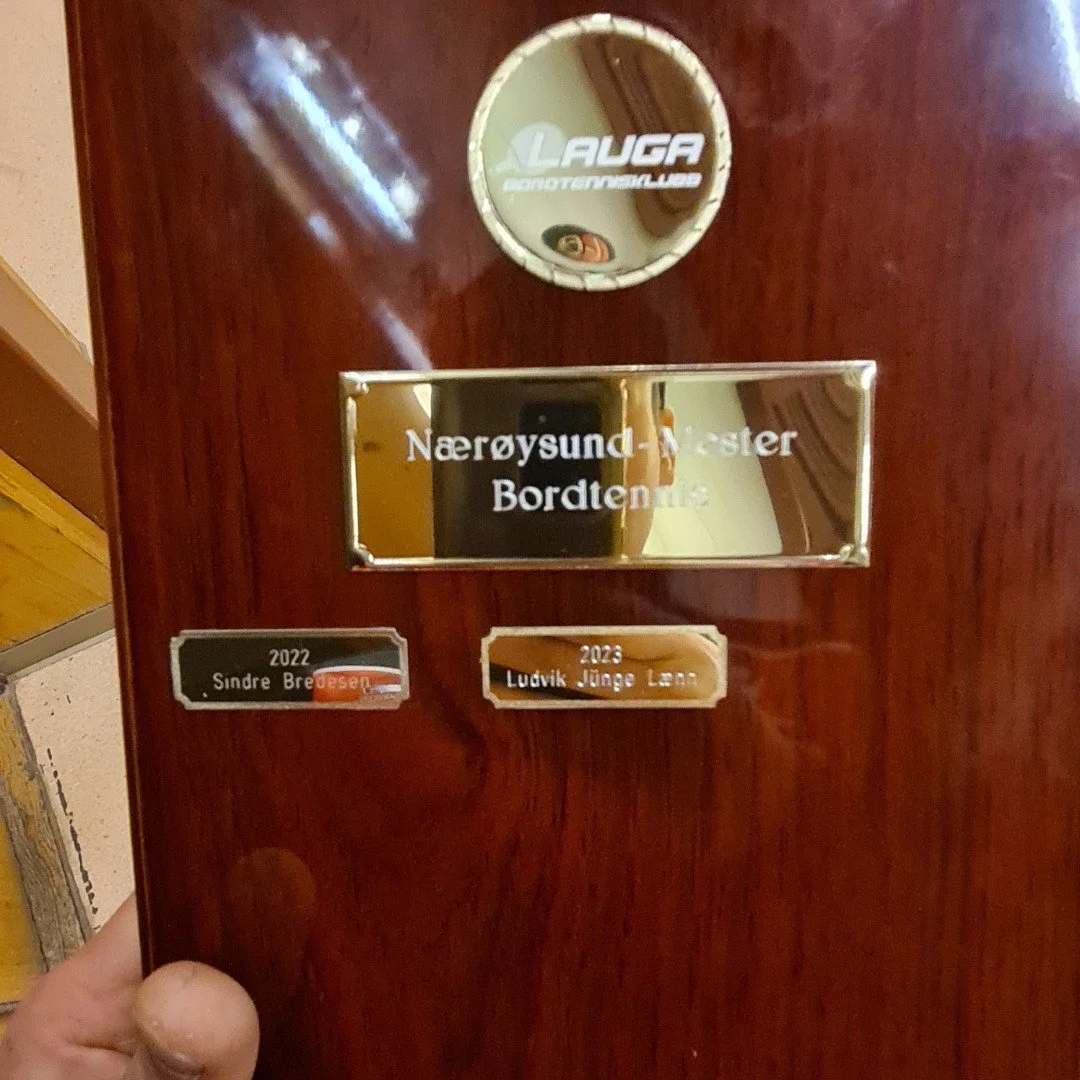 LAUGA
BORDTENNISKLUBB
Nærøysund-Mester
Bordtennis
2022
Sindre Bredesen
2023
Ludvik Jünge Lænn